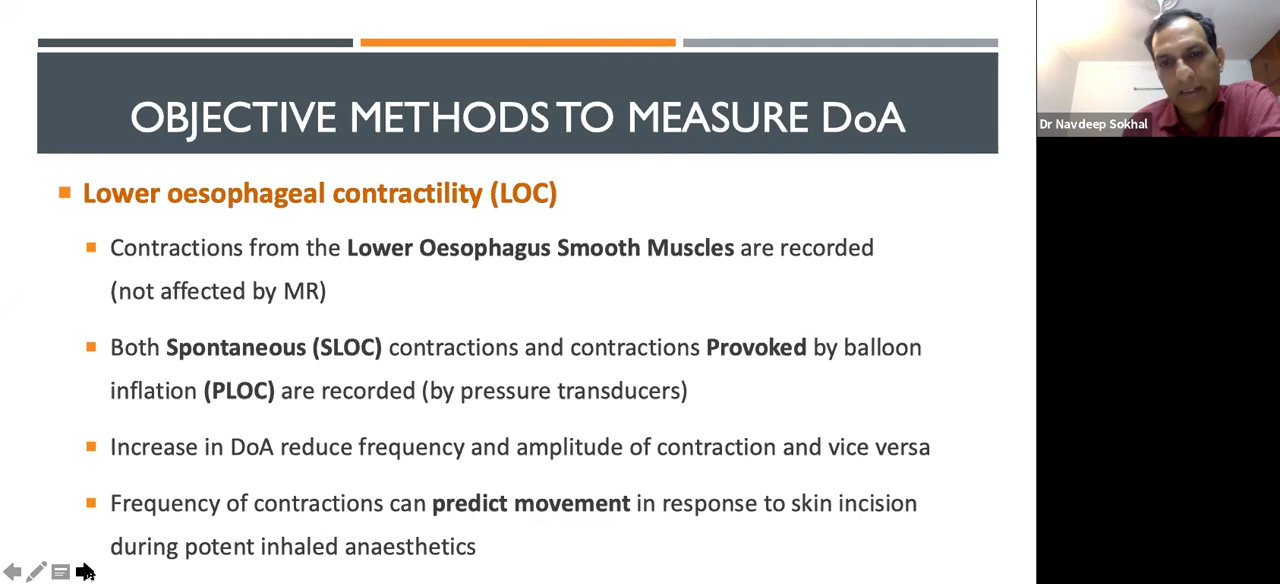 OBJECTIVE METHODS TO MEASURE DoA
Dr Navdeep Sokhal
Lower oesophageal contractility (LOC)
Contractions from the Lower Oesophagus Smooth Muscles are recorded
(not affected by MR)
Both Spontaneous (SLOC) contractions and contractions Provoked by balloon
inflation (PLOC) are recorded (by pressure transducers)
Increase in DoA reduce frequency and amplitude of contraction and vice versa
Frequency of contractions can predict movement in response to skin incision
during potent inhaled anaesthetics